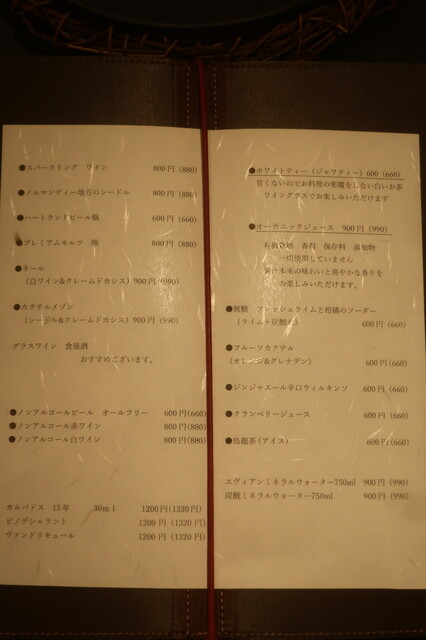 ●スパークリング ワイン 800円(880)
●ノルマンディー地方のシードル 800円(880)
●ハートランドビール瓶 600円(660)
●プレミアムモルツ 瓶 800円(880)
●キール
(白ワイン&クレームドカシス)900円(990)
●カクテルメゾン
(シードル&クレームドカシス)900円(990)
グラスワイン 食後酒
おすすめございます。
●ノンアルコールビール オールフリー 600円(660)
●ノンアルコール赤ワイン 800円(880)
●ノンアルコール白ワイン 800円(880)
カルバドス 15年 30ml 1200円(1320円)
ピノデシャラント 1200円(1320円)
ヴァンドリキュール 1200円(1320円)
●ホワイトティー(ジャワティー)600(660)
甘くないのでお料理の邪魔をしない白いお茶
ワイングラスでお楽しみいただけます
●オーガニックジュース 900円(990)
有機栽培 香料 保存料 添加物
一切使用していません
果汁本来の味わいと爽やかな香りを
お楽しみいただけます。
●無糖 フレッシュライムと柑橘のソーダー
(ライム+炭酸水) 600円(660)
●フルーツカクテル
(オレンジ&グレナデン) 600円(660)
●ジンジャエール辛口ウィルキンソン 600円(660)
●クランベリージュース 600円(660)
●烏龍茶(アイス) 600円(660)
エヴィアンミネラルウォーター750ml 900円(990)
炭酸ミネラルウォーター750ml 900円(990)